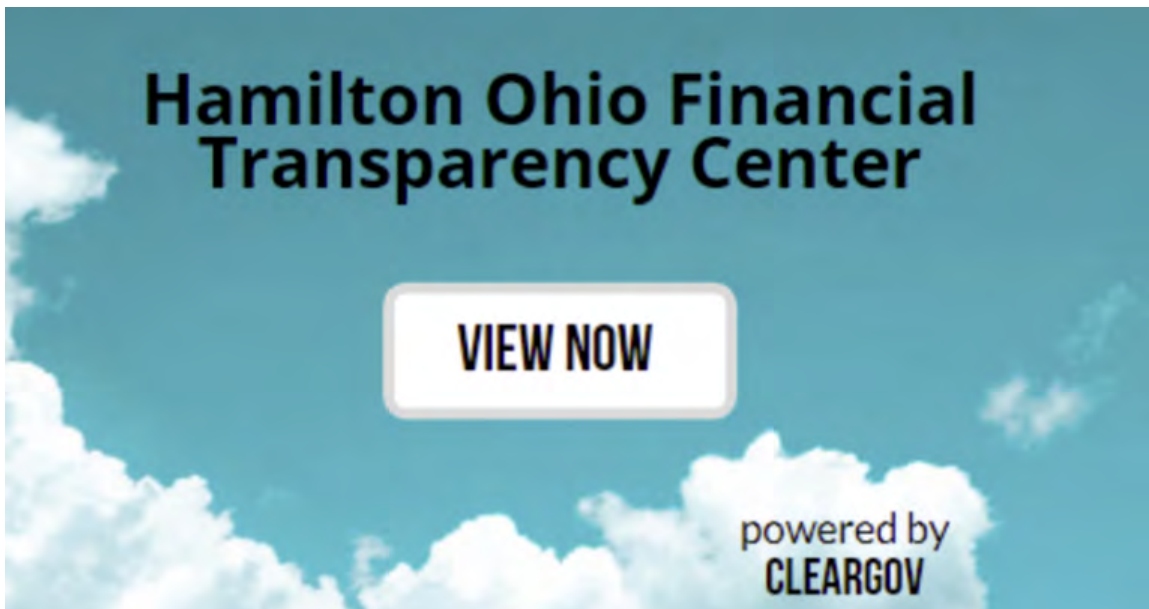 Hamilton Ohio Financial
Transparency Center
VIEW NOW
powered by
CLEARGOV